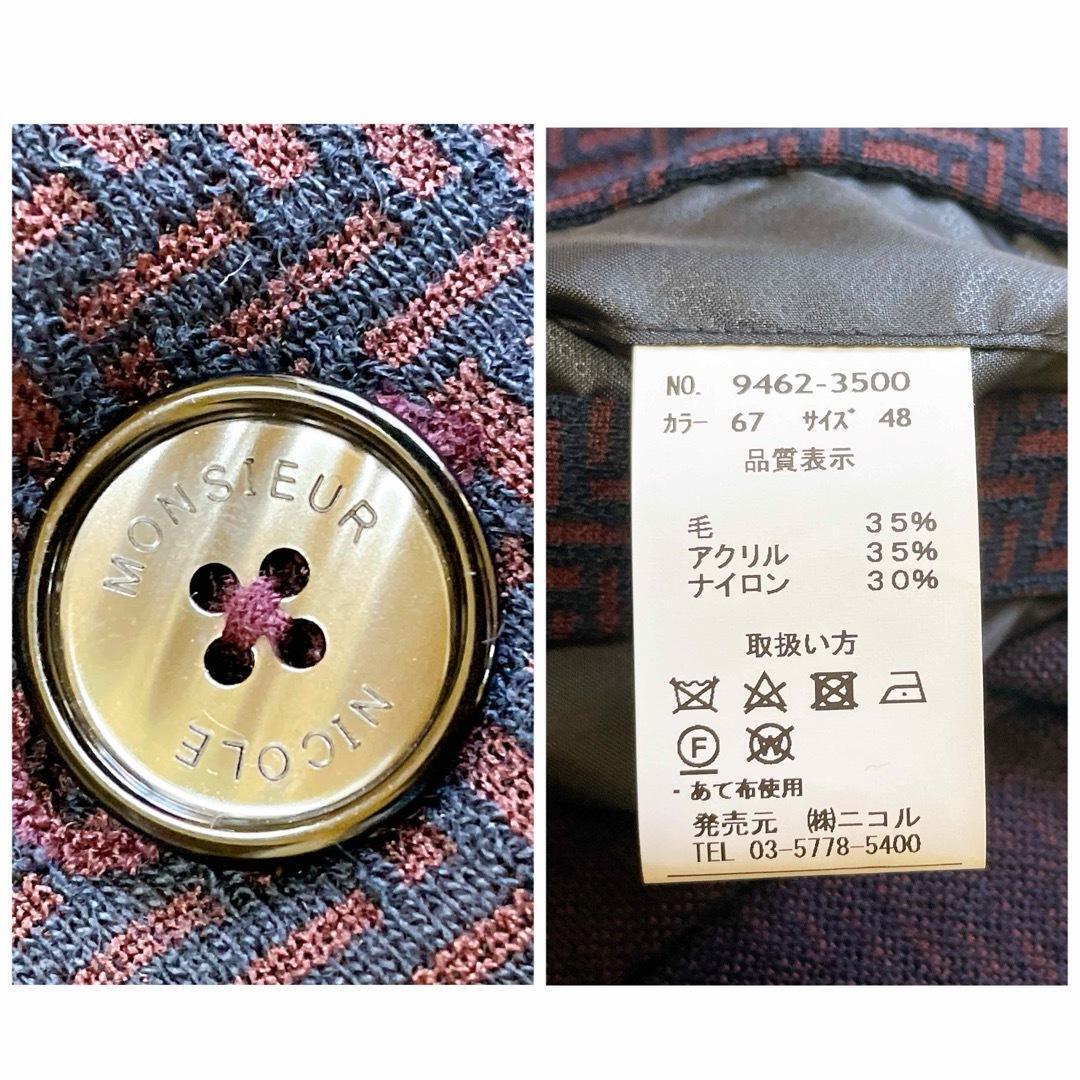 MONSIEUR
NICOLE
NO. 9462-3500
カラー 67 サイズ 48
品質表示
毛 35%
アクリル 35%
ナイロン 30%
取扱い方
F W
- あて布使用
発売元 ㈱ニコル
TEL 03-5778-5400